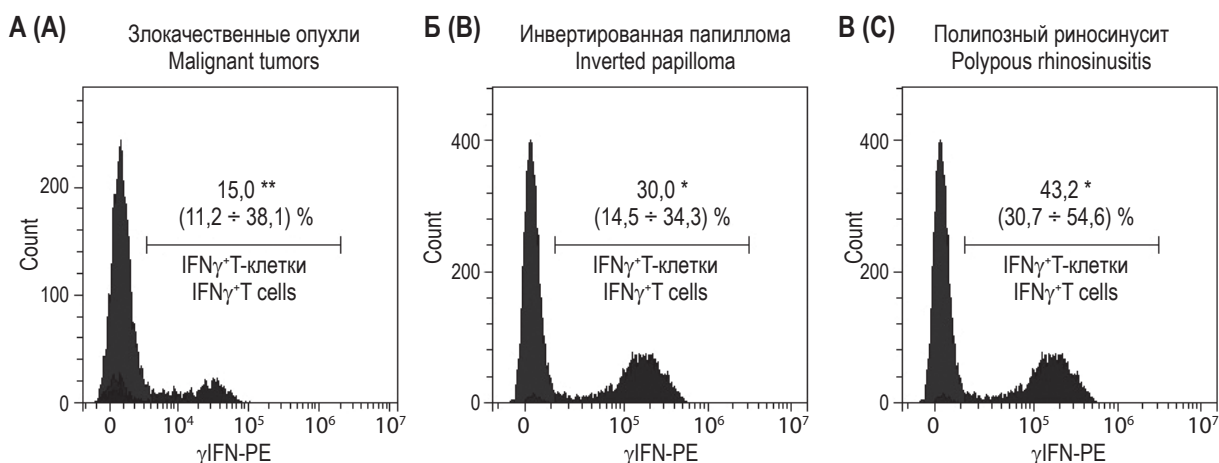 А (A)
Злокачественные опухли
Malignant tumors
Count
200
100
0
15,0 **
(11,2 ÷ 38,1) %
IFNγ⁺T-клетки
IFNγ⁺T cells
0 10⁴ 10⁵ 10⁶ 10⁷
γIFN-PE
Б (B)
Инвертированная папиллома
Inverted papilloma
Count
400
200
0
30,0 *
(14,5 ÷ 34,3) %
IFNγ⁺T-клетки
IFNγ⁺T cells
0 10⁵ 10⁶ 10⁷
γIFN-PE
В (C)
Полипозный риносинусит
Polypous rhinosinusitis
Count
400
200
0
43,2 *
(30,7 ÷ 54,6) %
IFNγ⁺T-клетки
IFNγ⁺T cells
0 10⁵ 10⁶ 10⁷
γIFN-PE